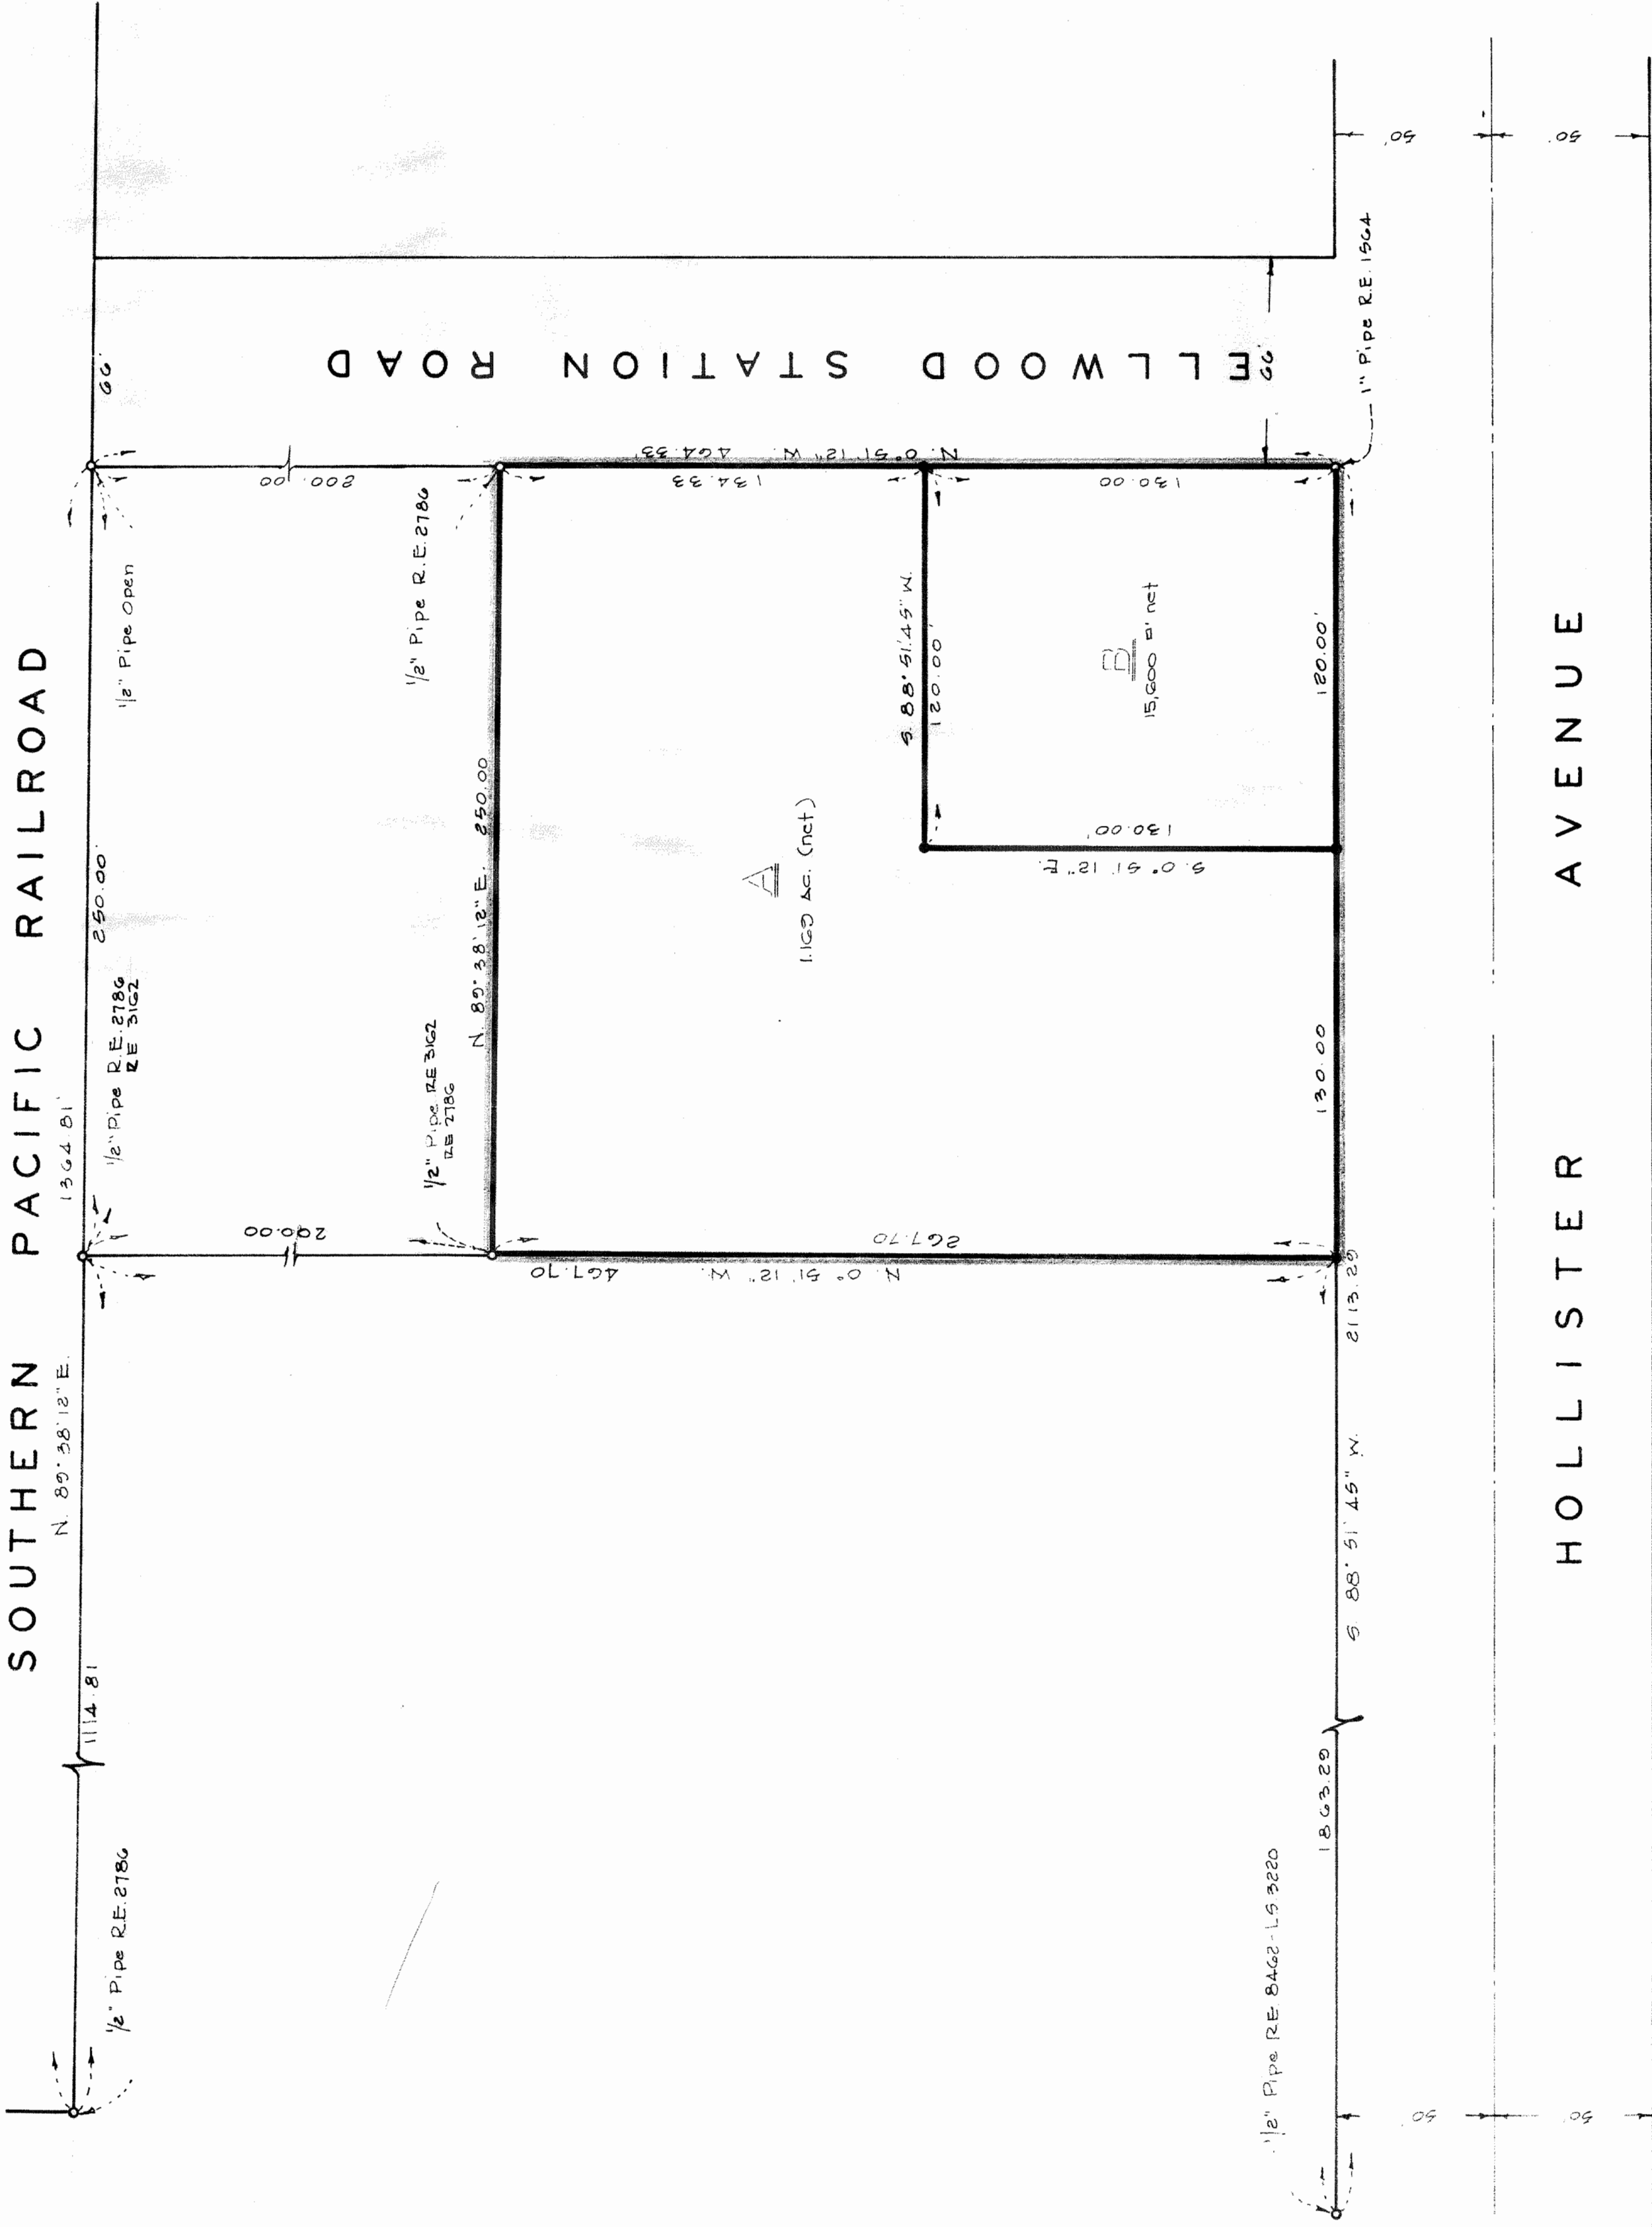 SOUTHERN PACIFIC RAILROAD
N. 89° 38' 12" E.
1364.81'
1114.81
250.00'
66'
1/2" Pipe R.E. 2786
1/2" Pipe R.E. 2786
RE 3162
1/2" Pipe Open
200.00
200.00
1/2" Pipe RE 3162
RE 2786
1/2" Pipe R.E. 2786
N. 89° 38' 12" E. 250.00
N. 0° 51' 12" W. 467.70
267.70
A
1.169 Ac. (net)
N. 0° 51' 12" W. 464.33'
134.33
130.00
S. 88° 51' 45" W.
120.00'
S. 0° 51' 12" E.
130.00'
B
15,600 □' net
120.00'
130.00
ELLWOOD STATION ROAD
66'
1" Pipe R.E. 1564
1/2" Pipe RE. 8462 - LS. 3220
1863.29
S. 88° 51' 45" W. 2113.29
50'
50'
50'
50'
HOLLISTER AVENUE